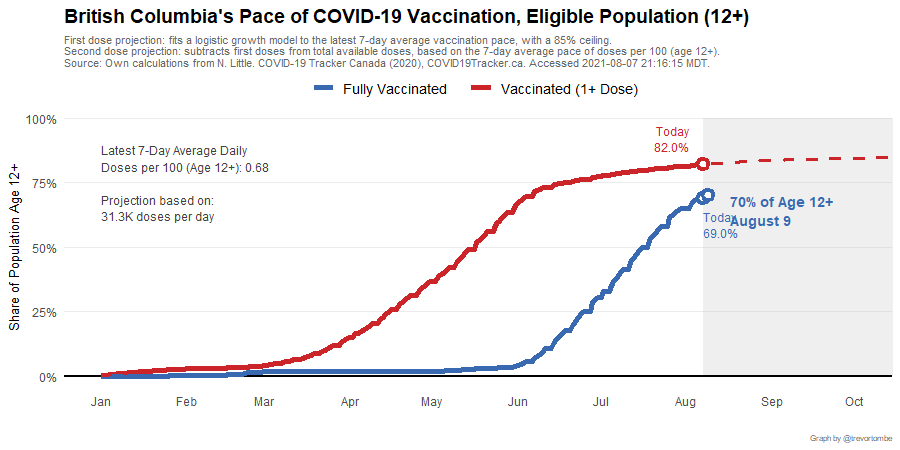 British Columbia's Pace of COVID-19 Vaccination, Eligible Population (12+)
First dose projection: fits a logistic growth model to the latest 7-day average vaccination pace, with a 85% ceiling.
Second dose projection: subtracts first doses from total available doses, based on the 7-day average pace of doses per 100 (age 12+).
Source: Own calculations from N. Little. COVID-19 Tracker Canada (2020), COVID19Tracker.ca. Accessed 2021-08-07 21:16:15 MDT.
Fully Vaccinated
Vaccinated (1+ Dose)
Share of Population Age 12+
100%
75%
50%
25%
0%
Latest 7-Day Average Daily
Doses per 100 (Age 12+): 0.68
Projection based on:
31.3K doses per day
Today
82.0%
70% of Age 12+
August 9
Today
69.0%
Jan Feb Mar Apr May Jun Jul Aug Sep Oct
Graph by @trevortombe